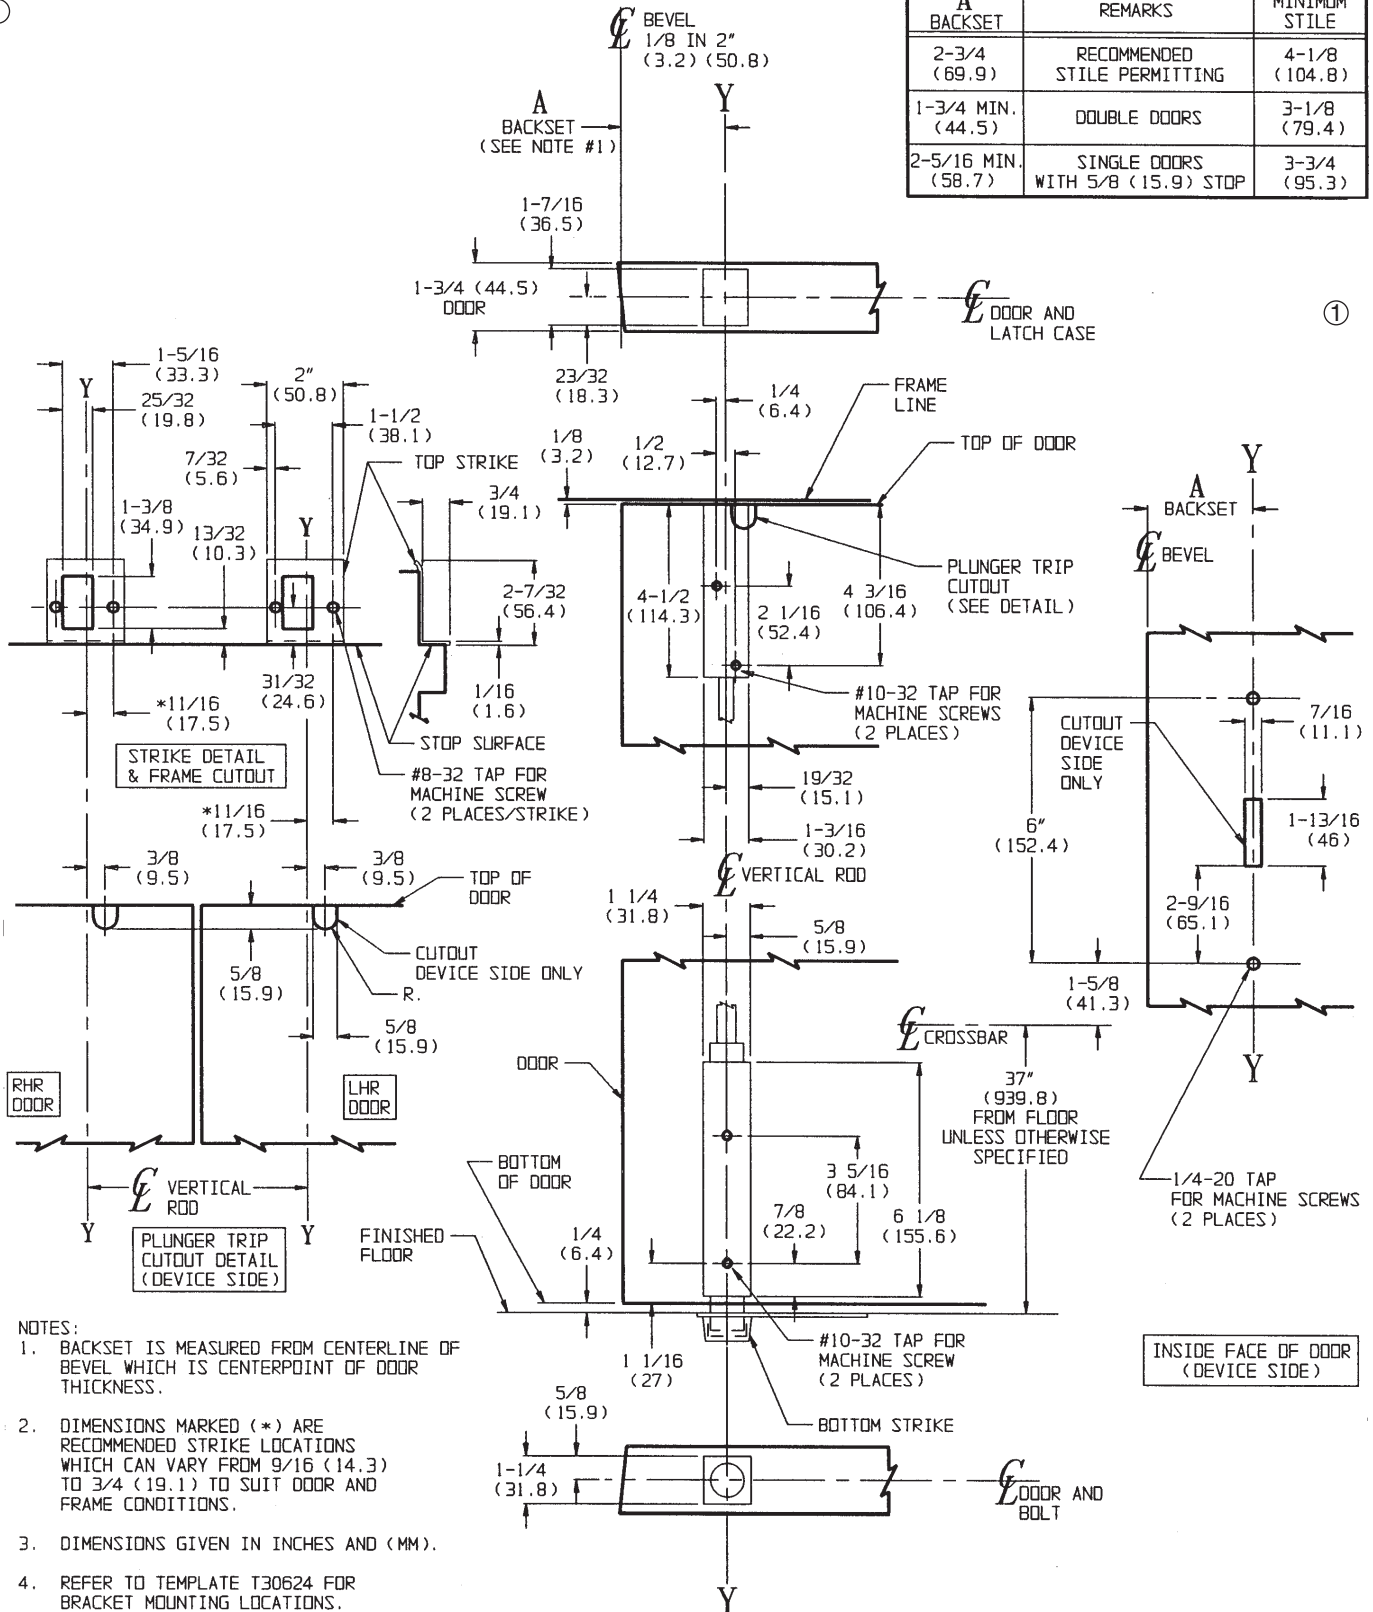 A
BACKSET
REMARKS
MINIMUM
STILE
2-3/4
(69.9)
RECOMMENDED
STILE PERMITTING
4-1/8
(104.8)
1-3/4 MIN.
(44.5)
DOUBLE DOORS
3-1/8
(79.4)
2-5/16 MIN.
(58.7)
SINGLE DOORS
WITH 5/8 (15.9) STOP
3-3/4
(95.3)
CL BEVEL
1/8 IN 2"
(3.2) (50.8)
A
BACKSET
(SEE NOTE #1)
Y
1-7/16
(36.5)
1-3/4 (44.5)
DOOR
CL DOOR AND
LATCH CASE
1
23/32
(18.3)
1/4
(6.4)
FRAME
LINE
1/8
(3.2)
1/2
(12.7)
TOP OF DOOR
1-5/16
(33.3)
Y
25/32
(19.8)
2"
(50.8)
1-1/2
(38.1)
7/32
(5.6)
TOP STRIKE
3/4
(19.1)
1-3/8
(34.9)
13/32
(10.3)
Y
2-7/32
(56.4)
31/32
(24.6)
1/16
(1.6)
*11/16
(17.5)
STOP SURFACE
STRIKE DETAIL
& FRAME CUTOUT
#8-32 TAP FOR
MACHINE SCREW
(2 PLACES/STRIKE)
*11/16
(17.5)
4-1/2
(114.3)
2 1/16
(52.4)
4 3/16
(106.4)
PLUNGER TRIP
CUTOUT
(SEE DETAIL)
#10-32 TAP FOR
MACHINE SCREWS
(2 PLACES)
19/32
(15.1)
1-3/16
(30.2)
CL VERTICAL ROD
Y
A
BACKSET
CL BEVEL
CUTOUT
DEVICE
SIDE
ONLY
7/16
(11.1)
6"
(152.4)
1-13/16
(46)
2-9/16
(65.1)
1-5/8
(41.3)
Y
1/4-20 TAP
FOR MACHINE SCREWS
(2 PLACES)
INSIDE FACE OF DOOR
(DEVICE SIDE)
3/8
(9.5)
3/8
(9.5)
TOP OF
DOOR
5/8
(15.9)
CUTOUT
DEVICE SIDE ONLY
R.
5/8
(15.9)
RHR
DOOR
LHR
DOOR
CL VERTICAL
ROD
Y
Y
PLUNGER TRIP
CUTOUT DETAIL
(DEVICE SIDE)
1 1/4
(31.8)
5/8
(15.9)
CL CROSSBAR
DOOR
37"
(939.8)
FROM FLOOR
UNLESS OTHERWISE
SPECIFIED
BOTTOM
OF DOOR
3 5/16
(84.1)
7/8
(22.2)
6 1/8
(155.6)
FINISHED
FLOOR
1/4
(6.4)
1 1/16
(27)
#10-32 TAP FOR
MACHINE SCREW
(2 PLACES)
BOTTOM STRIKE
5/8
(15.9)
1-1/4
(31.8)
CL DOOR AND
BOLT
Y
NOTES:
1. BACKSET IS MEASURED FROM CENTERLINE OF
BEVEL WHICH IS CENTERPOINT OF DOOR
THICKNESS.
2. DIMENSIONS MARKED (*) ARE
RECOMMENDED STRIKE LOCATIONS
WHICH CAN VARY FROM 9/16 (14.3)
TO 3/4 (19.1) TO SUIT DOOR AND
FRAME CONDITIONS.
3. DIMENSIONS GIVEN IN INCHES AND (MM).
4. REFER TO TEMPLATE T30624 FOR
BRACKET MOUNTING LOCATIONS.